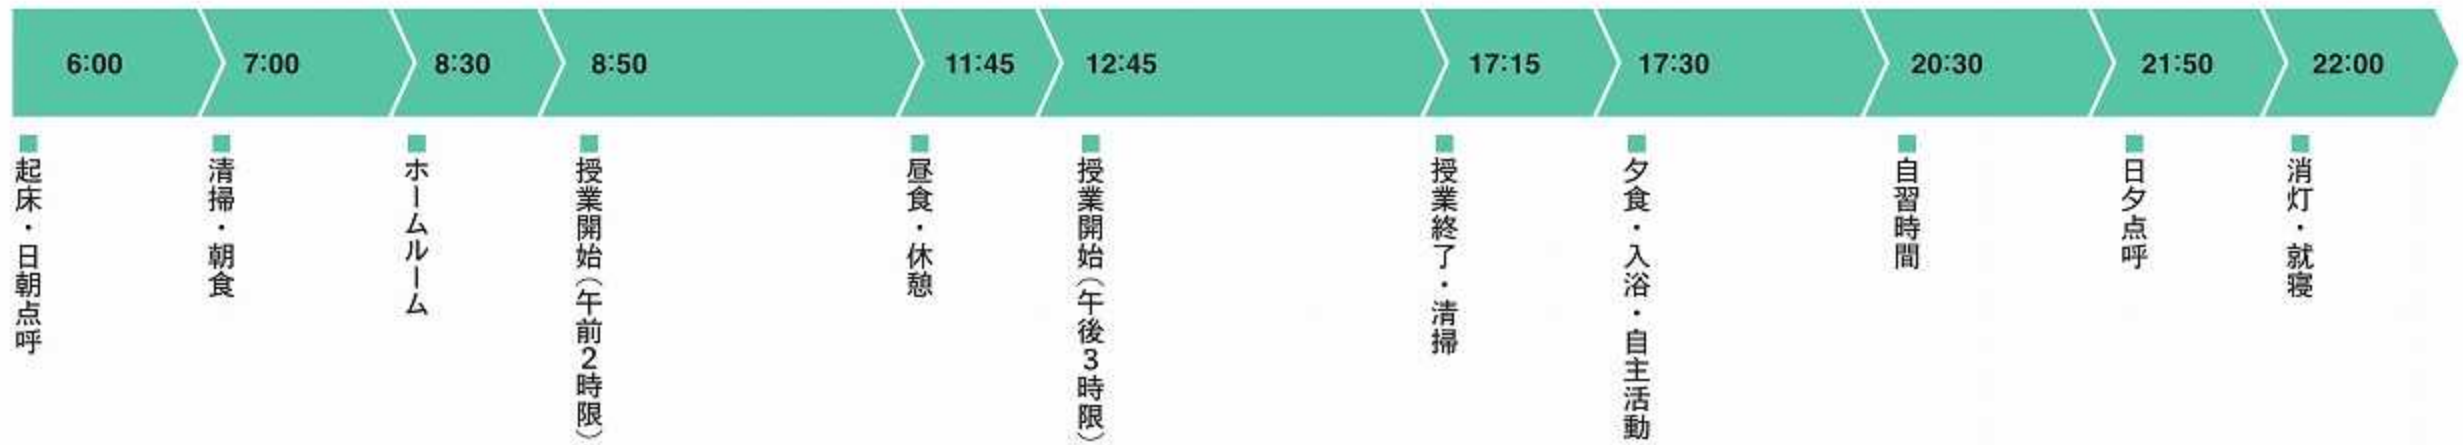 6:00
7:00
8:30
8:50
11:45
12:45
17:15
17:30
20:30
21:50
22:00
■起床・日朝点呼
■清掃・朝食
■ホームルーム
■授業開始（午前2時限）
■昼食・休憩
■授業開始（午後3時限）
■授業終了・清掃
■夕食・入浴・自主活動
■自習時間
■日夕点呼
■消灯・就寝